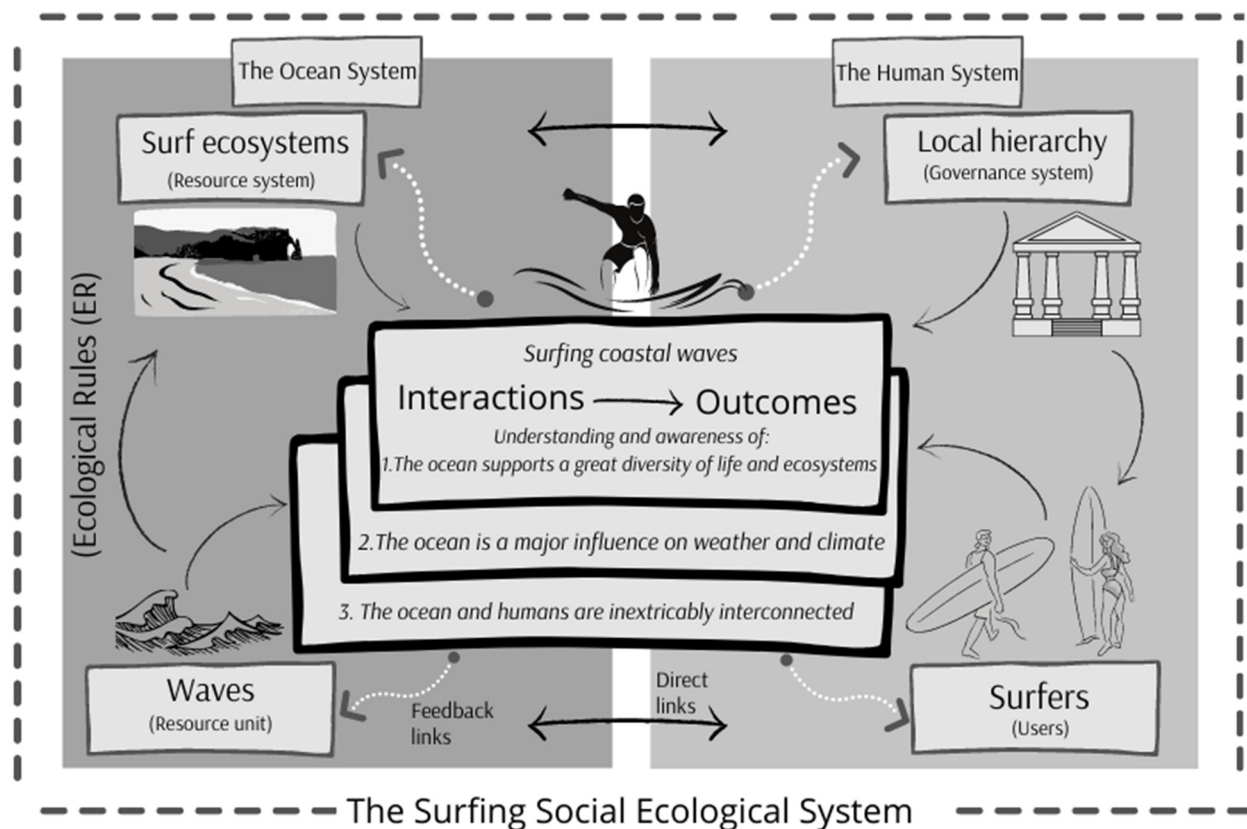 The Ocean System
The Human System
Surf ecosystems
(Resource system)
Local hierarchy
(Governance system)
(Ecological Rules (ER)
Surfing coastal waves
Interactions Outcomes
Understanding and awareness of:
1.The ocean supports a great diversity of life and ecosystems
2.The ocean is a major influence on weather and climate
3. The ocean and humans are inextricably interconnected
Waves
(Resource unit)
Feedback
links
Direct
links
Surfers
(Users)
The Surfing Social Ecological System